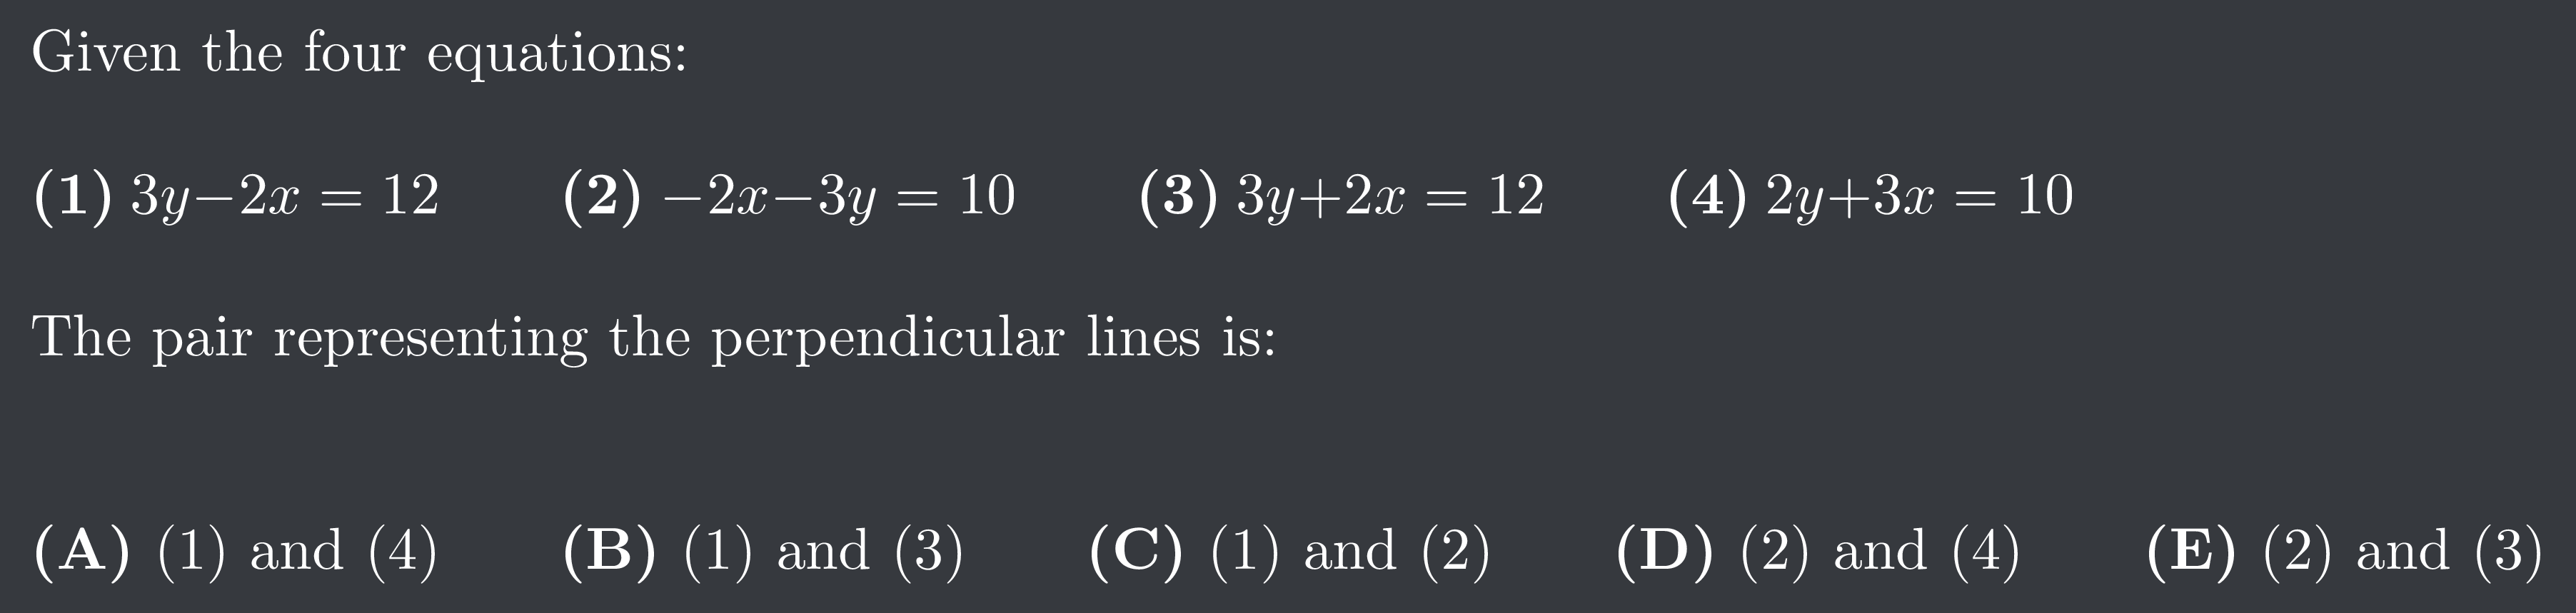 Given the four equations:
(1) 3y−2x = 12 (2) −2x−3y = 10 (3) 3y+2x = 12 (4) 2y+3x = 10
The pair representing the perpendicular lines is:
(A) (1) and (4) (B) (1) and (3) (C) (1) and (2) (D) (2) and (4) (E) (2) and (3)